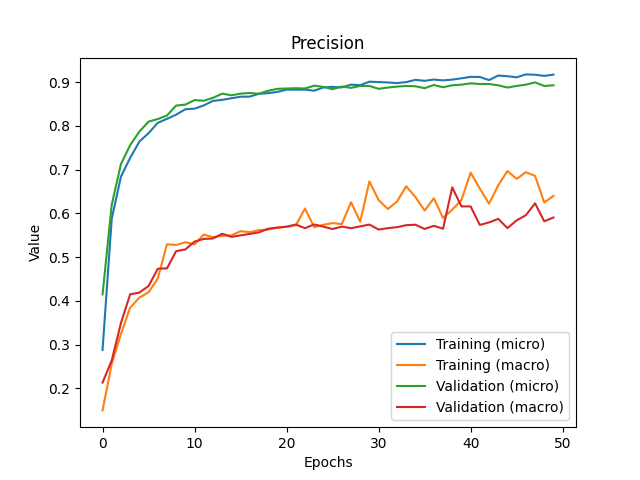 Precision
0.9
0.8
0.7
0.6
0.5
0.4
0.3
0.2
Value
Training (micro)
Training (macro)
Validation (micro)
Validation (macro)
0 10 20 30 40 50
Epochs